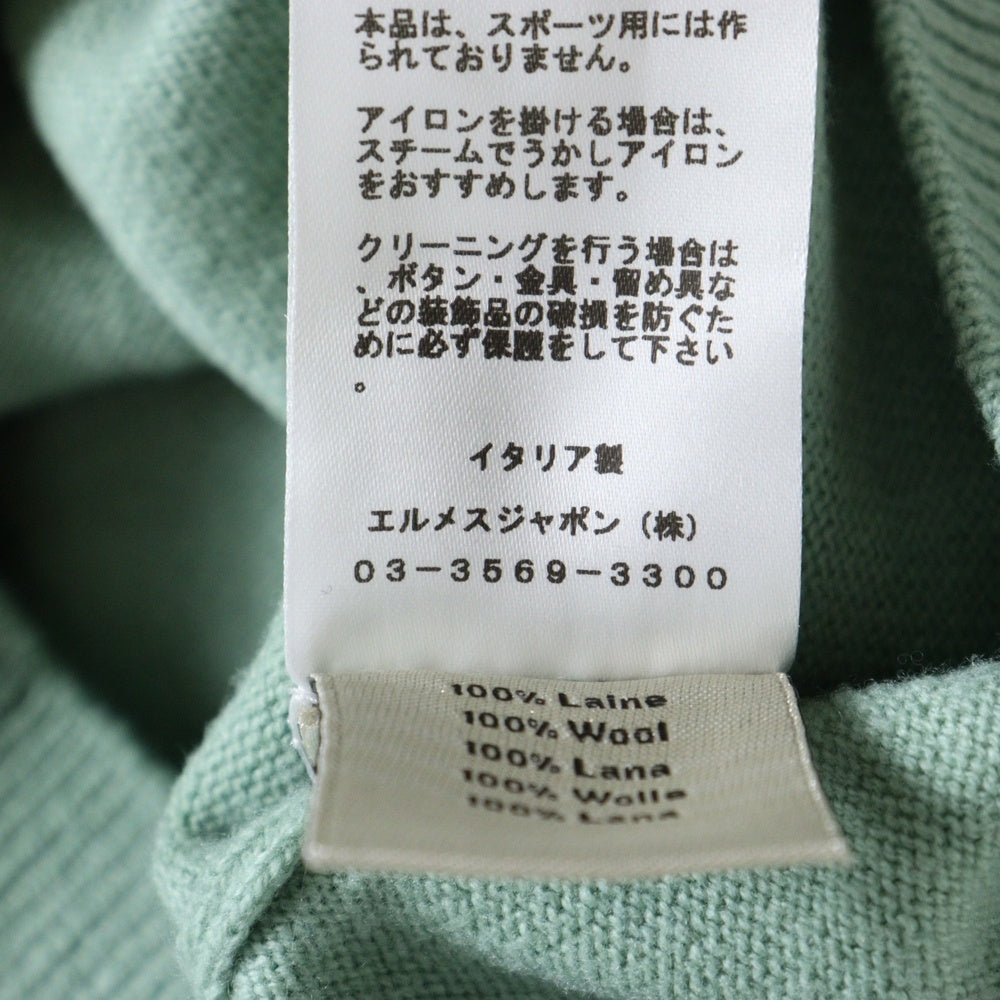 本品は、スポーツ用には作
られておりません。
アイロンを掛ける場合は、
スチームでうかしアイロン
をおすすめします。
クリーニングを行う場合は
、ボタン・金具・留め具な
どの装飾品の破損を防ぐた
めに必ず保護をして下さい
。
イタリア製
エルメスジャポン（株）
03-3569-3300
100% Laine
100% Wool
100% Lana
100% Wolle
100% Lana